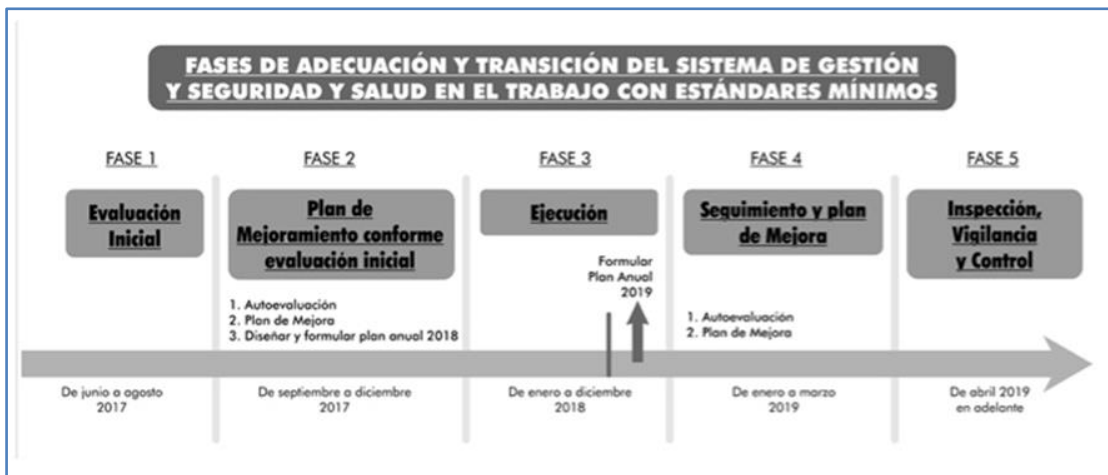 FASES DE ADECUACIÓN Y TRANSICIÓN DEL SISTEMA DE GESTIÓN
Y SEGURIDAD Y SALUD EN EL TRABAJO CON ESTÁNDARES MÍNIMOS
FASE 1
Evaluación
Inicial
De junio a agosto
2017
FASE 2
Plan de
Mejoramiento conforme
evaluación inicial
1. Autoevaluación
2. Plan de Mejora
3. Diseñar y formular plan anual 2018
De septiembre a diciembre
2017
FASE 3
Ejecución
Formular
Plan Anual
2019
De enero a diciembre
2018
FASE 4
Seguimiento y plan
de Mejora
1. Autoevaluación
2. Plan de Mejora
De enero a marzo
2019
FASE 5
Inspección,
Vigilancia
y Control
De abril 2019
en adelante